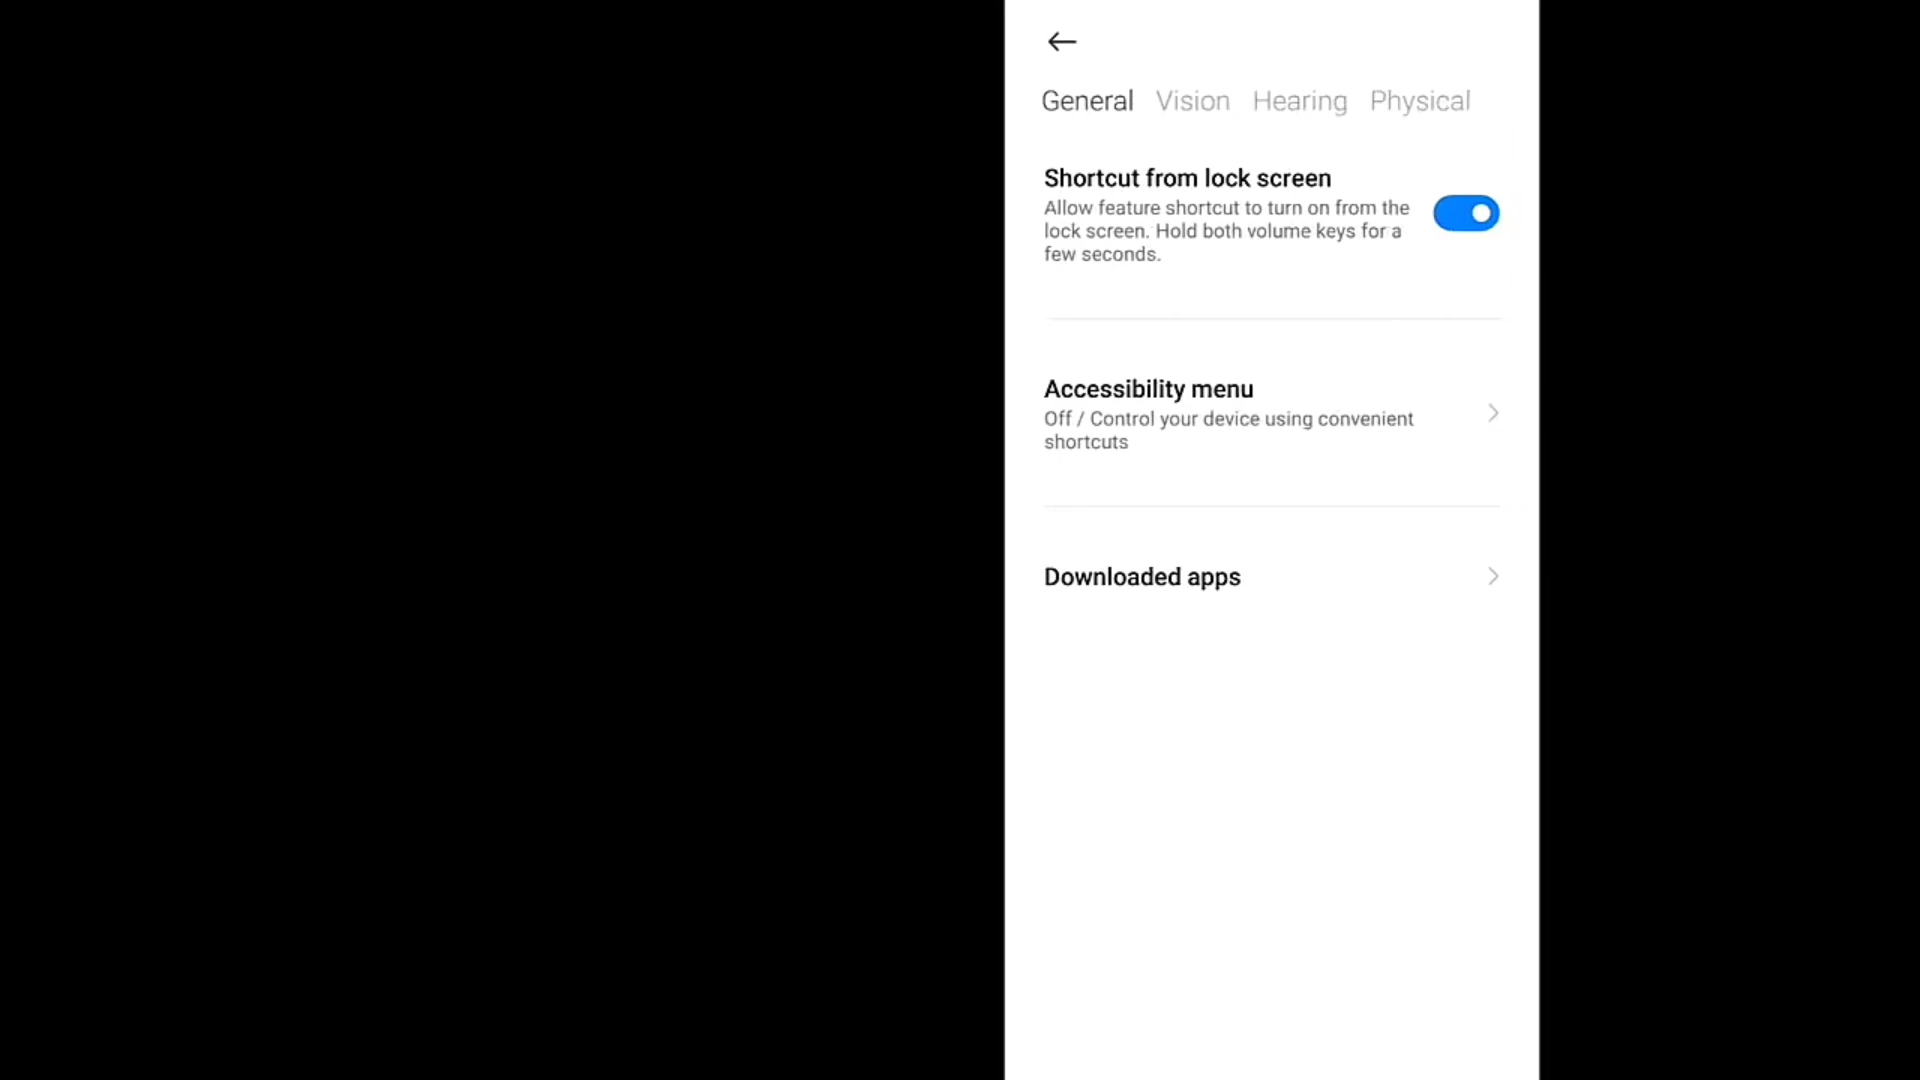 General Vision Hearing Physical
Shortcut from lock screen
Allow feature shortcut to turn on from the
lock screen. Hold both volume keys for a
few seconds.
Accessibility menu
Off / Control your device using convenient
shortcuts
Downloaded apps